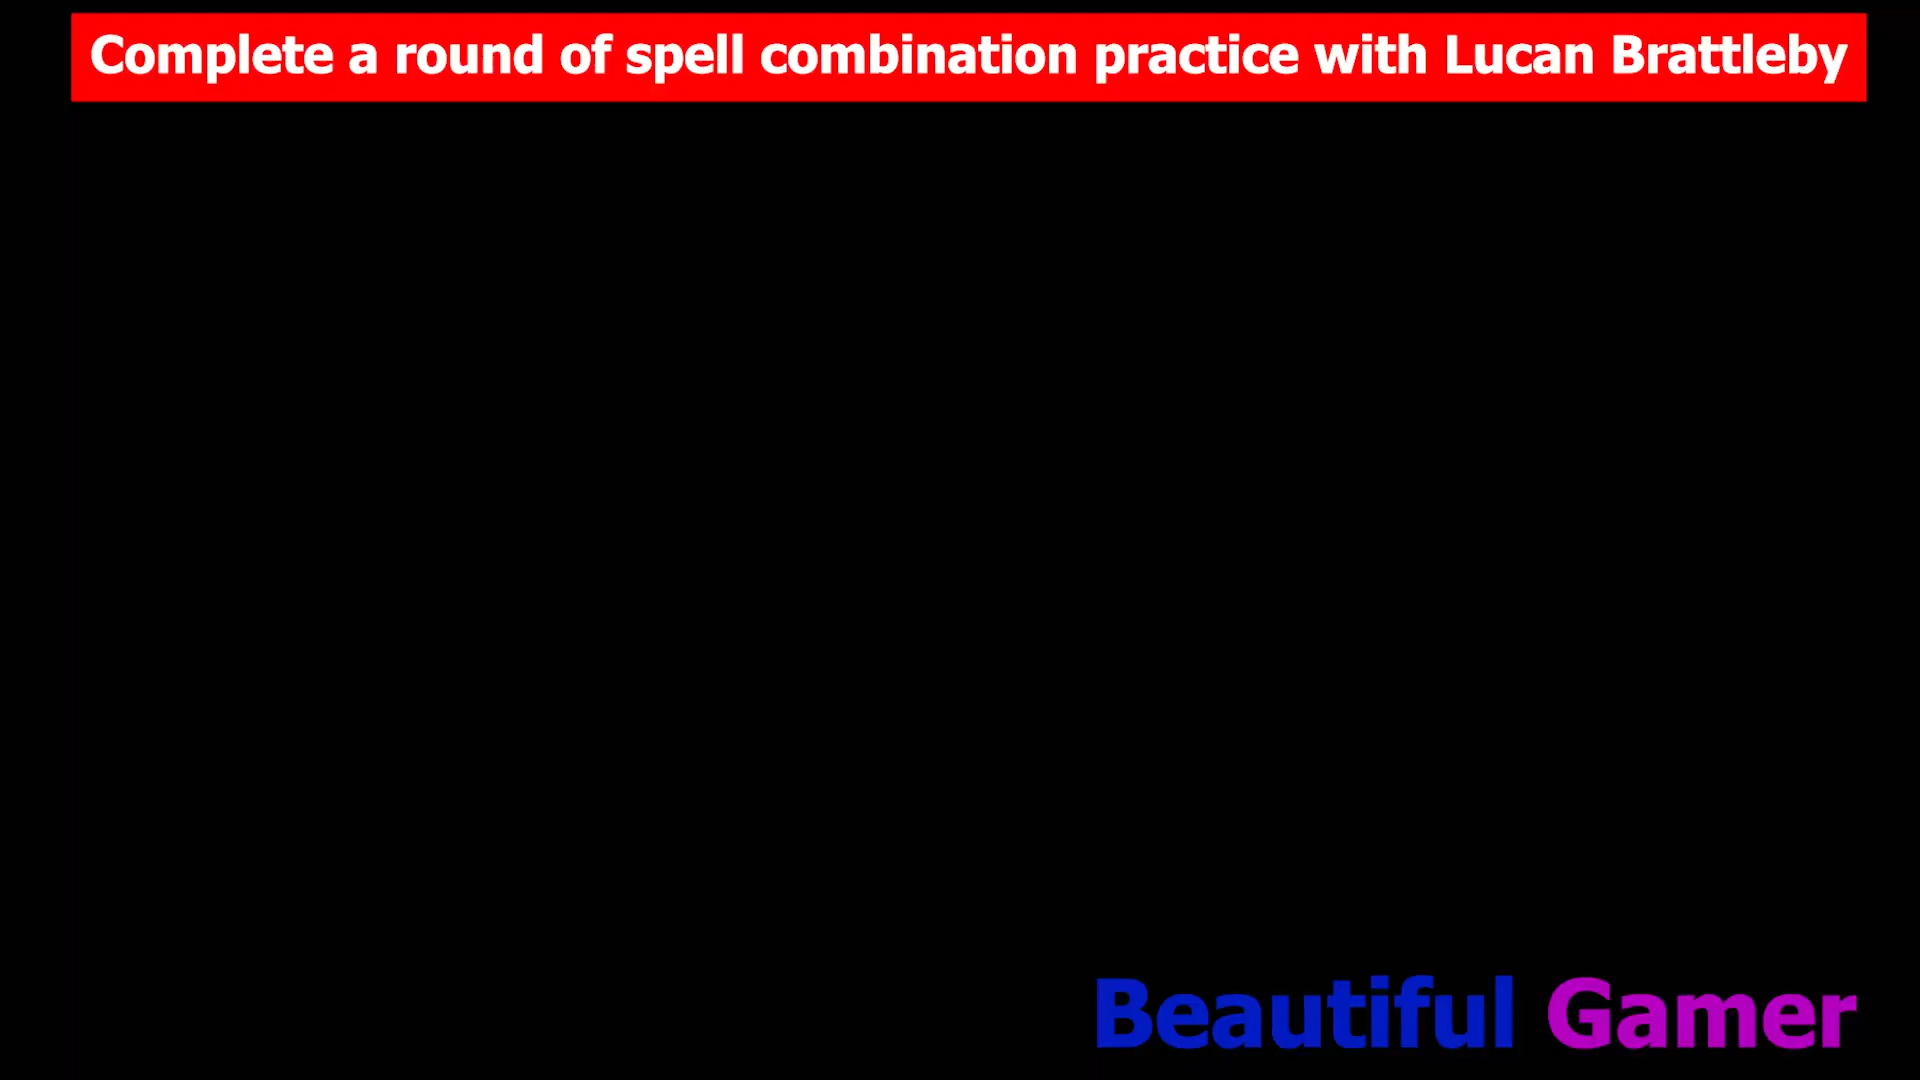 Complete a round of spell combination practice with Lucan Brattleby
Beautiful Gamer